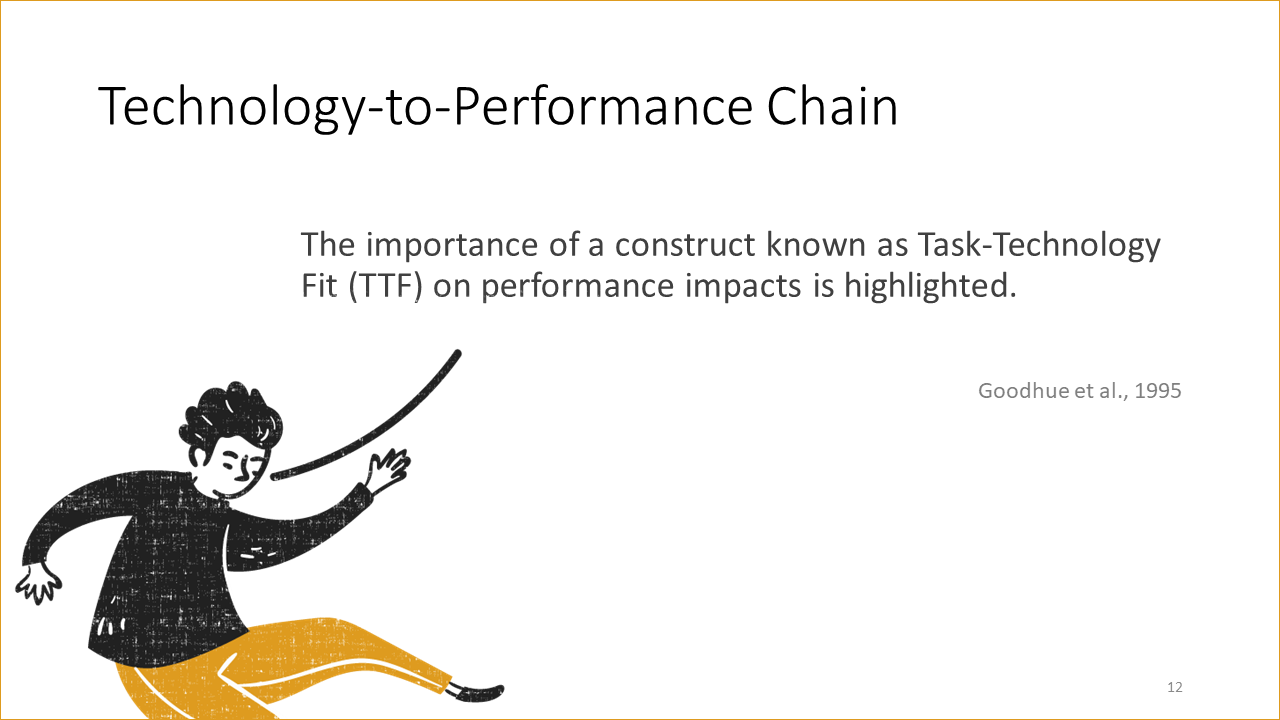 Technology-to-Performance Chain
The importance of a construct known as Task-Technology
Fit (TTF) on performance impacts is highlighted.
Goodhue et al., 1995
12